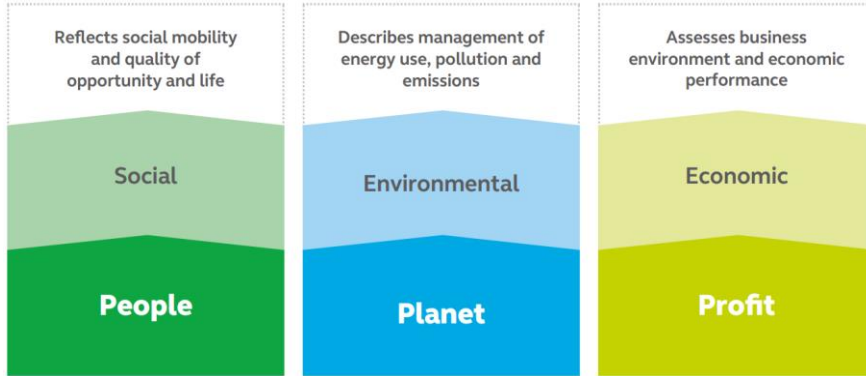 Reflects social mobility
and quality of
opportunity and life
Social
People
Describes management of
energy use, pollution and
emissions
Environmental
Planet
Assesses business
environment and economic
performance
Economic
Profit